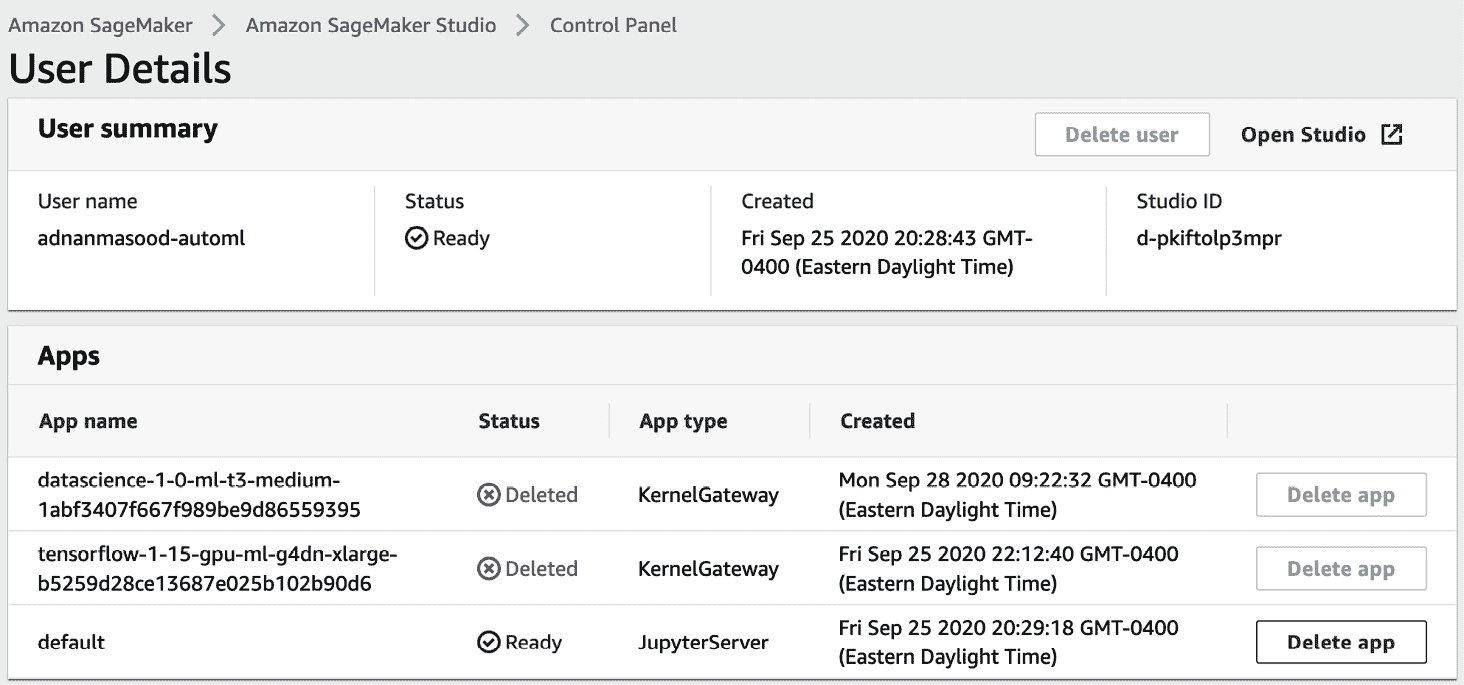 Amazon SageMaker > Amazon SageMaker Studio > Control Panel
User Details
User summary
Delete user
Open Studio
User name
Status
Created
Studio ID
adnanmasood-automl
Ready
Fri Sep 25 2020 20:28:43 GMT-
0400 (Eastern Daylight Time)
d-pkiftolp3mpr
Apps
App name
Status
App type
Created
datascience-1-0-ml-t3-medium-
1abf3407f667f989be9d86559395
Deleted
KernelGateway
Mon Sep 28 2020 09:22:32 GMT-0400
(Eastern Daylight Time)
Delete app
tensorflow-1-15-gpu-ml-g4dn-xlarge-
b5259d28ce13687e025b102b90d6
Deleted
KernelGateway
Fri Sep 25 2020 22:12:40 GMT-0400
(Eastern Daylight Time)
Delete app
default
Ready
JupyterServer
Fri Sep 25 2020 20:29:18 GMT-0400
(Eastern Daylight Time)
Delete app